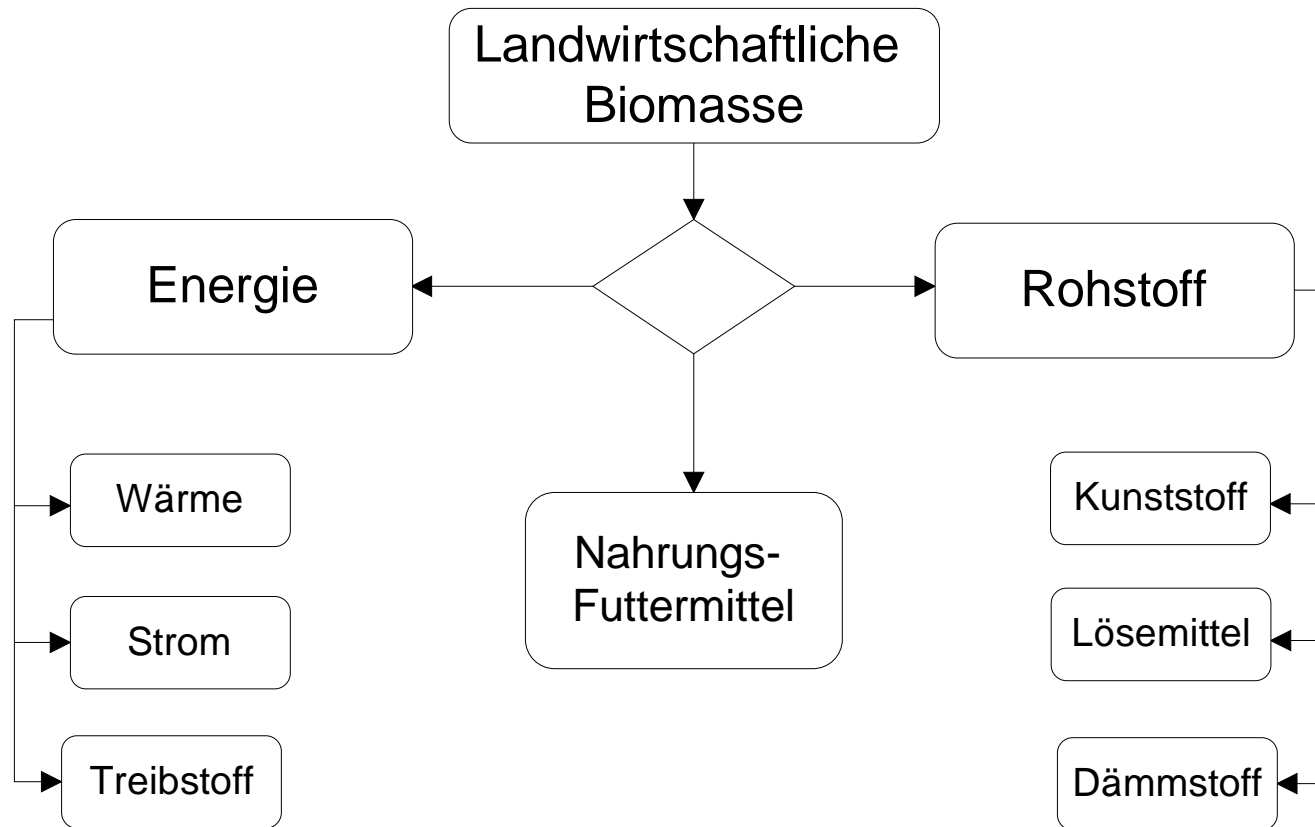 Landwirtschaftliche
Biomasse
Energie
Rohstoff
Wärme
Strom
Treibstoff
Nahrungs-
Futtermittel
Kunststoff
Lösemittel
Dämmstoff